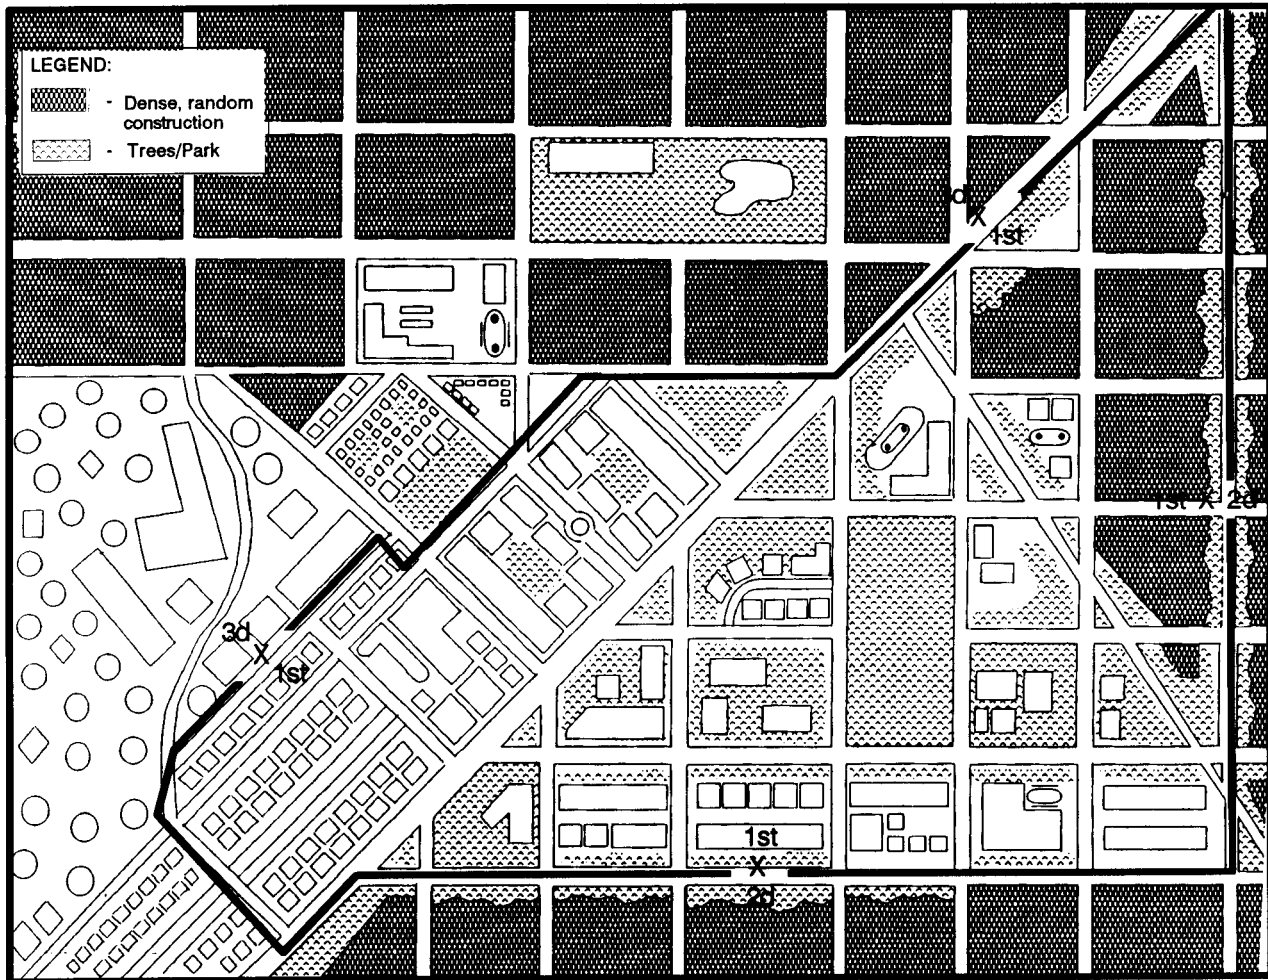 LEGEND:
- Dense, random
construction
- Trees/Park
X
1st
1st X 2d
3d
X
1st
1st
X
2d